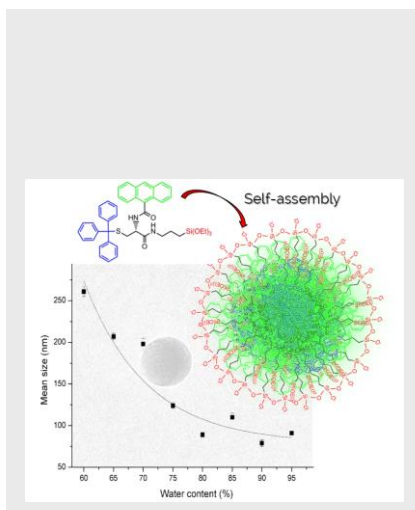 Self-assembly
HN
O
S
H
N
Si(OEt)₃
O
Mean size (nm)
250
200
150
100
50
60 65 70 75 80 85 90 95
Water content (%)